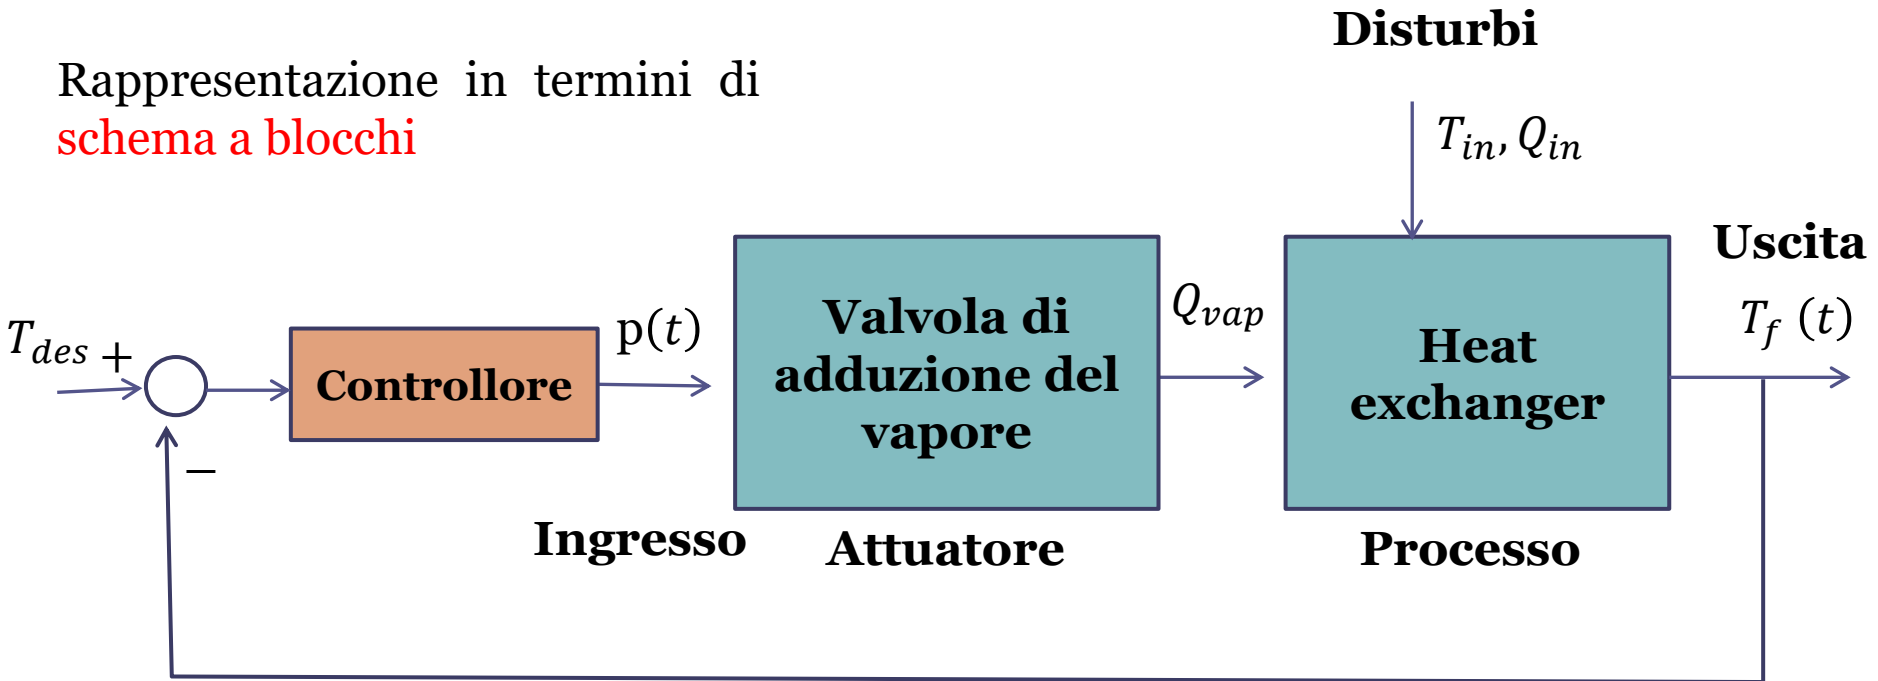 Disturbi
Rappresentazione in termini di
schema a blocchi
T_in, Q_in
Uscita
T_des
+
−
Controllore
p(t)
Valvola di
adduzione del
vapore
Q_vap
Heat
exchanger
T_f (t)
Ingresso
Attuatore
Processo